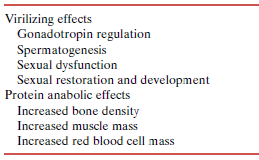 Virilizing effects
Gonadotropin regulation
Spermatogenesis
Sexual dysfunction
Sexual restoration and development
Protein anabolic effects
Increased bone density
Increased muscle mass
Increased red blood cell mass